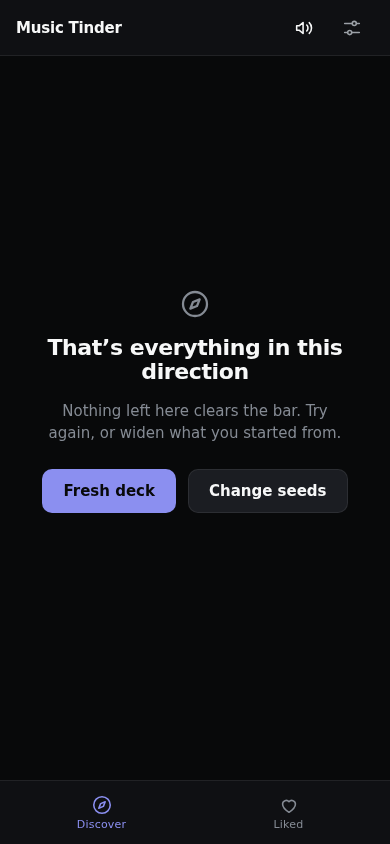 Music Tinder
That’s everything in this
direction
Nothing left here clears the bar. Try
again, or widen what you started from.
Fresh deck
Change seeds
Discover
Liked